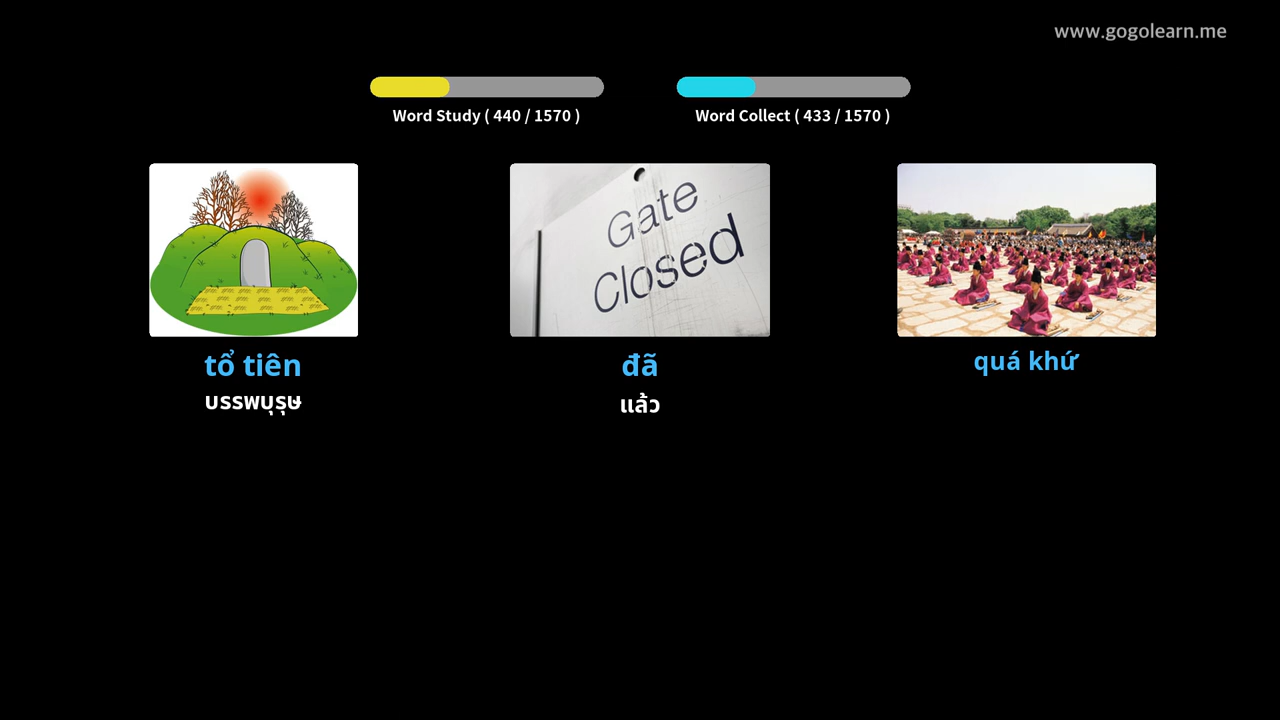 www.gogolearn.me
Word Study ( 440 / 1570 )
Word Collect ( 433 / 1570 )
Gate
Closed
tổ tiên
đã
quá khứ
บรรพบุรุษ
แล้ว